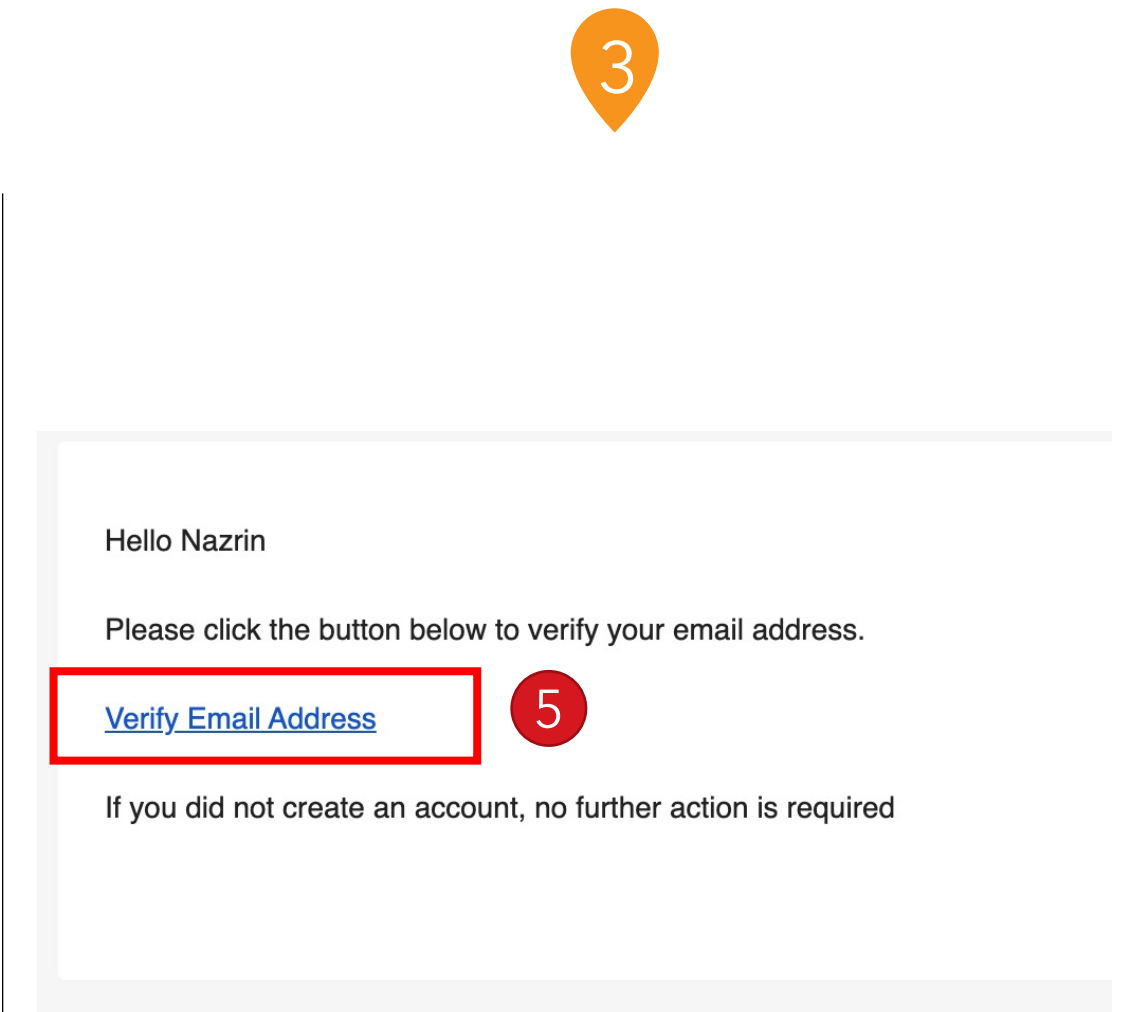 3
Hello Nazrin
Please click the button below to verify your email address.
Verify Email Address
5
If you did not create an account, no further action is required